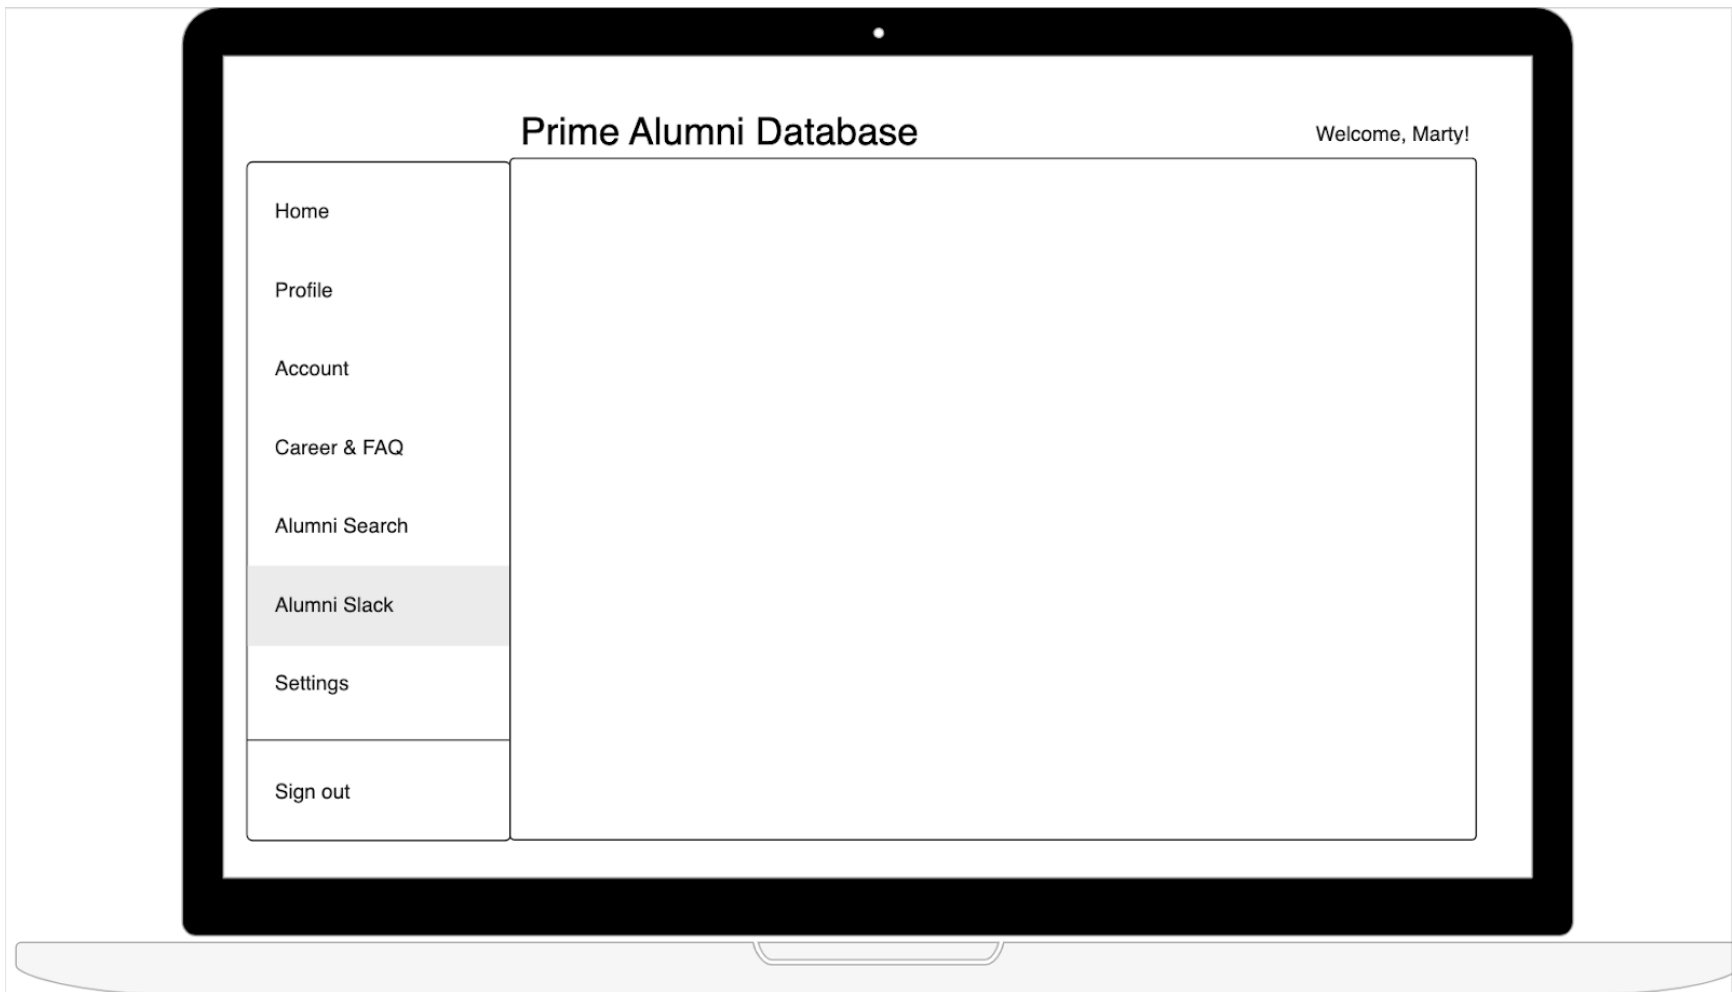 Prime Alumni Database
Welcome, Marty!
Home
Profile
Account
Career & FAQ
Alumni Search
Alumni Slack
Settings
Sign out